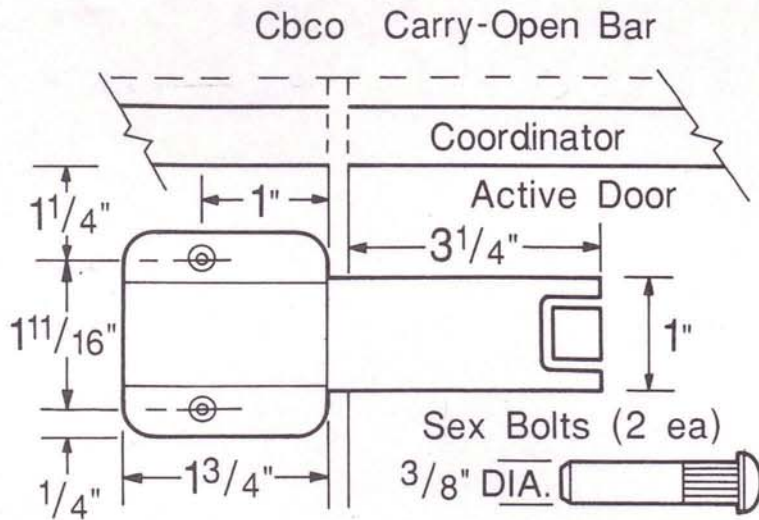 Cbco Carry-Open Bar
Coordinator
Active Door
1 1/4"
1"
3 1/4"
1 11/16"
1"
Sex Bolts (2 ea)
1/4"
1 3/4"
3/8" DIA.